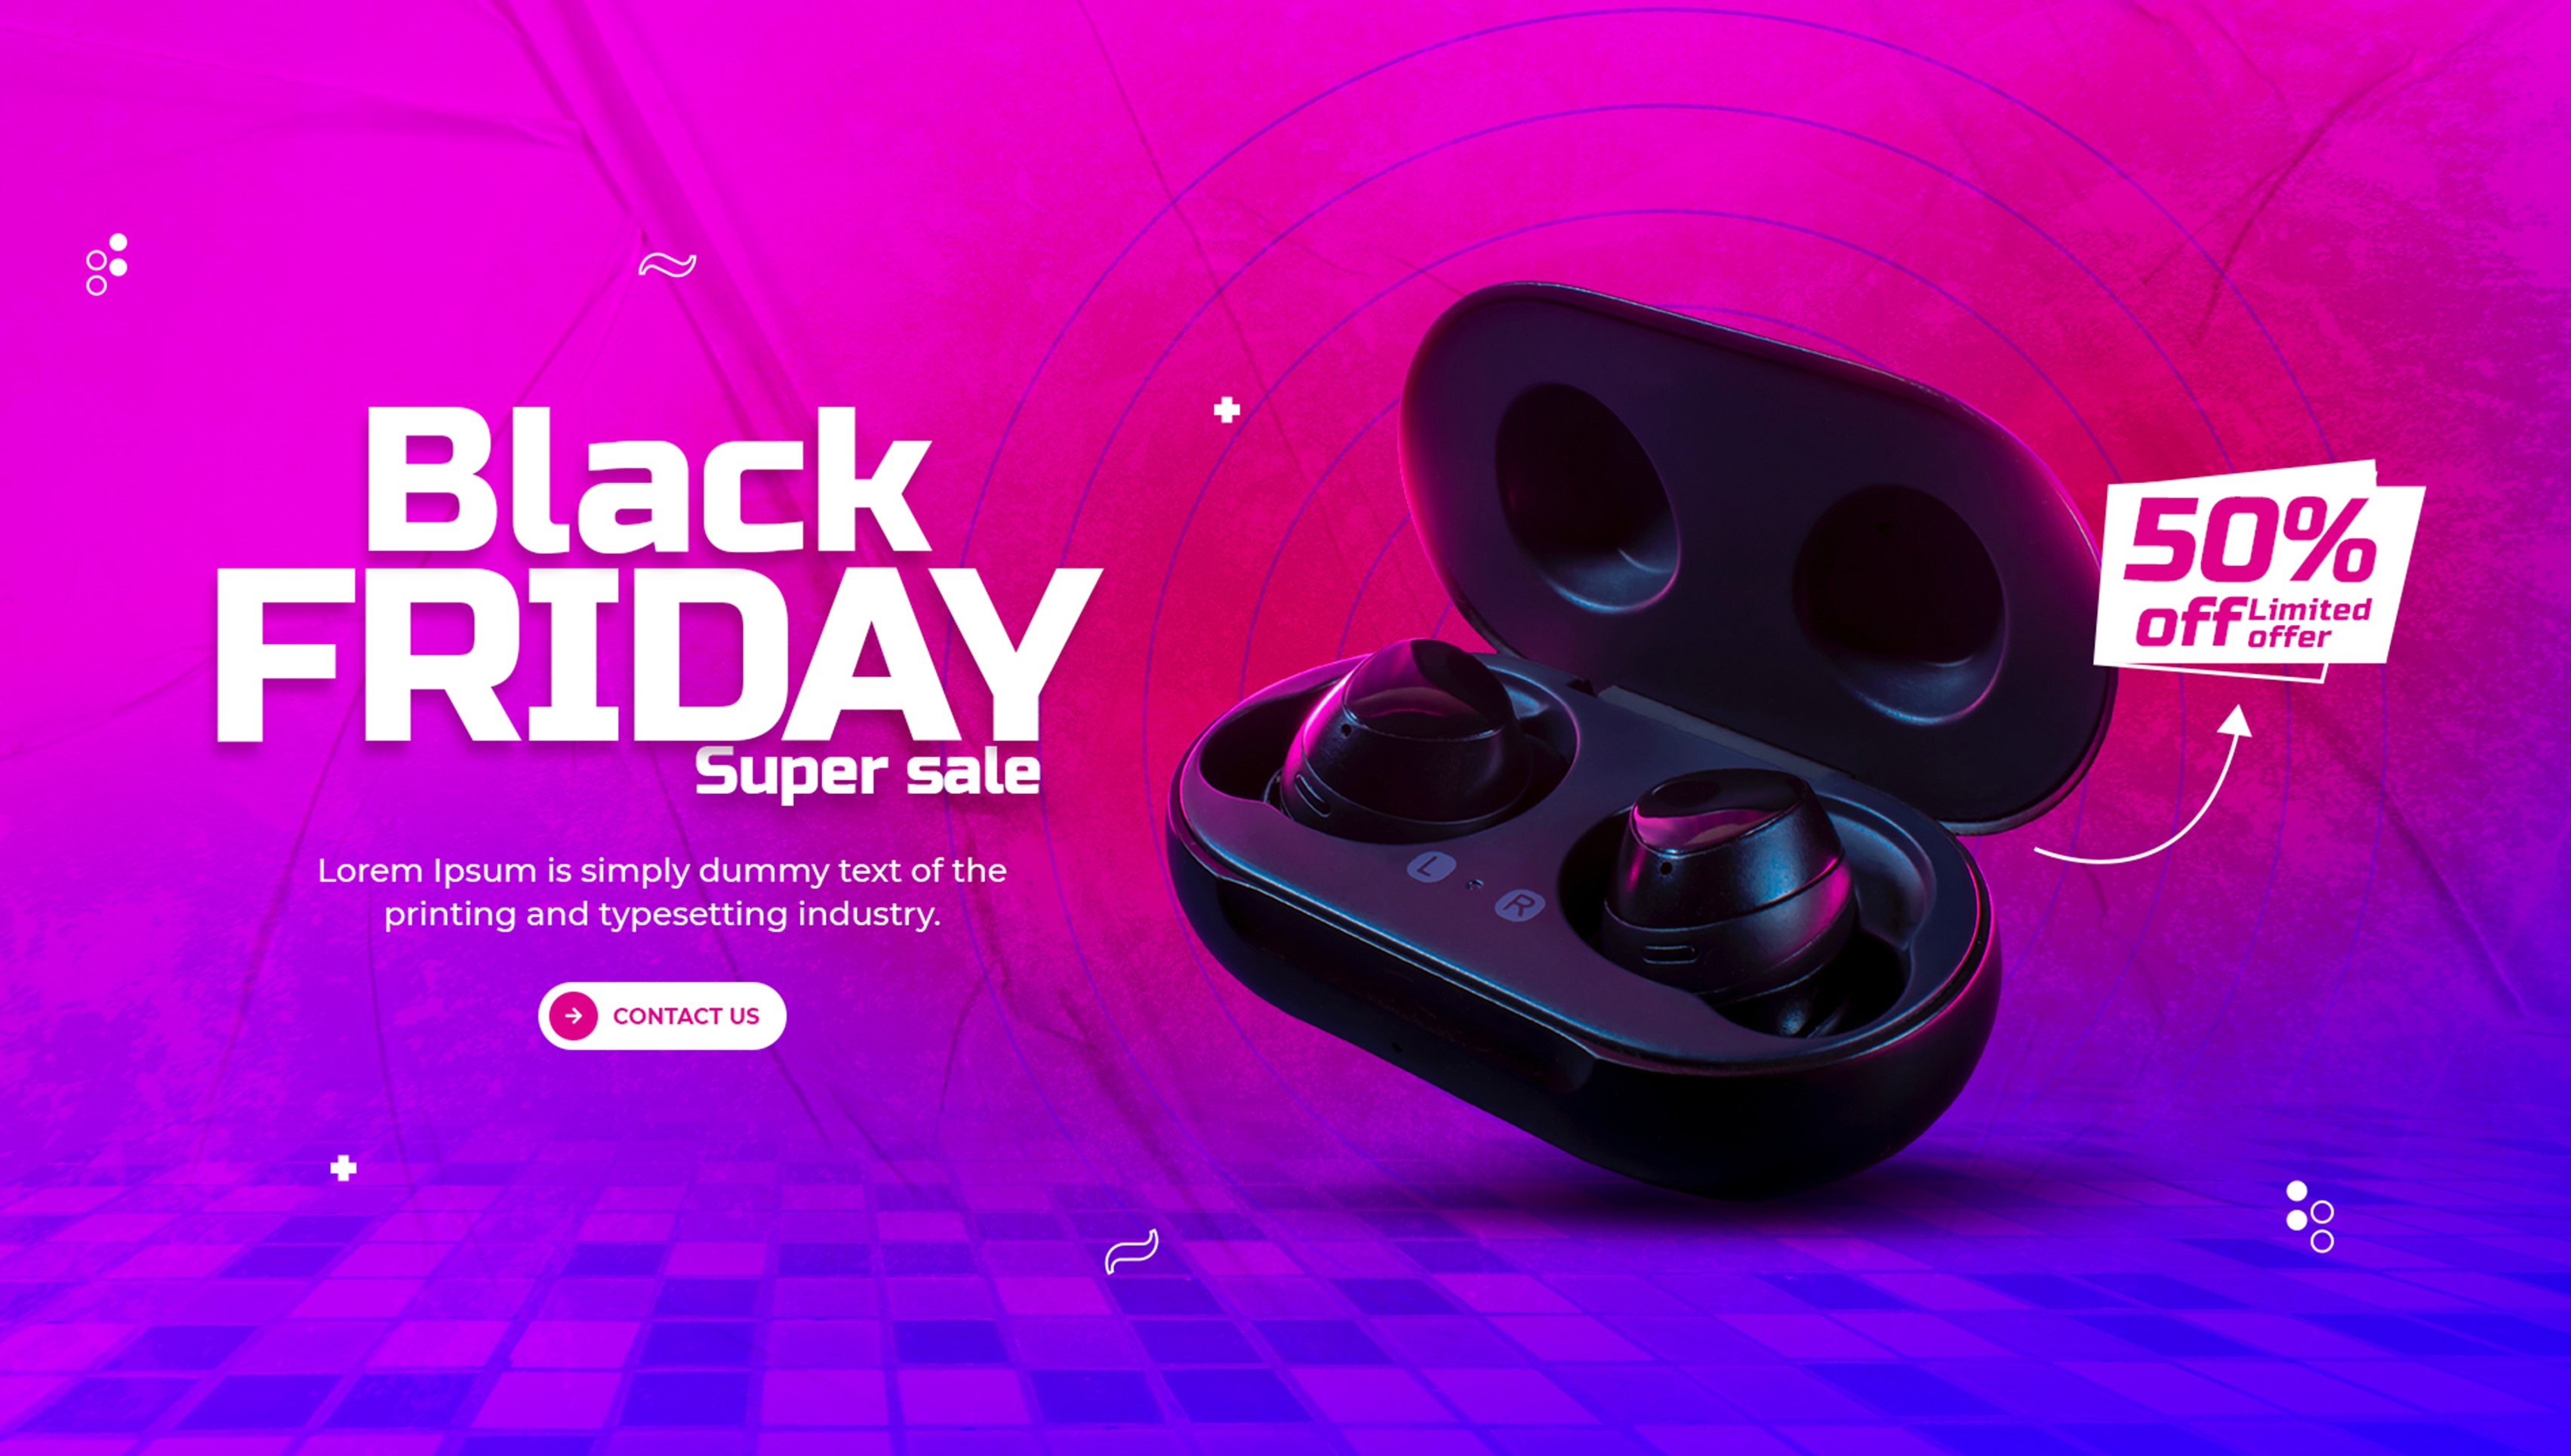 Black
FRIDAY
Super sale
Lorem Ipsum is simply dummy text of the
printing and typesetting industry.
CONTACT US
L
R
50%
off Limited
offer